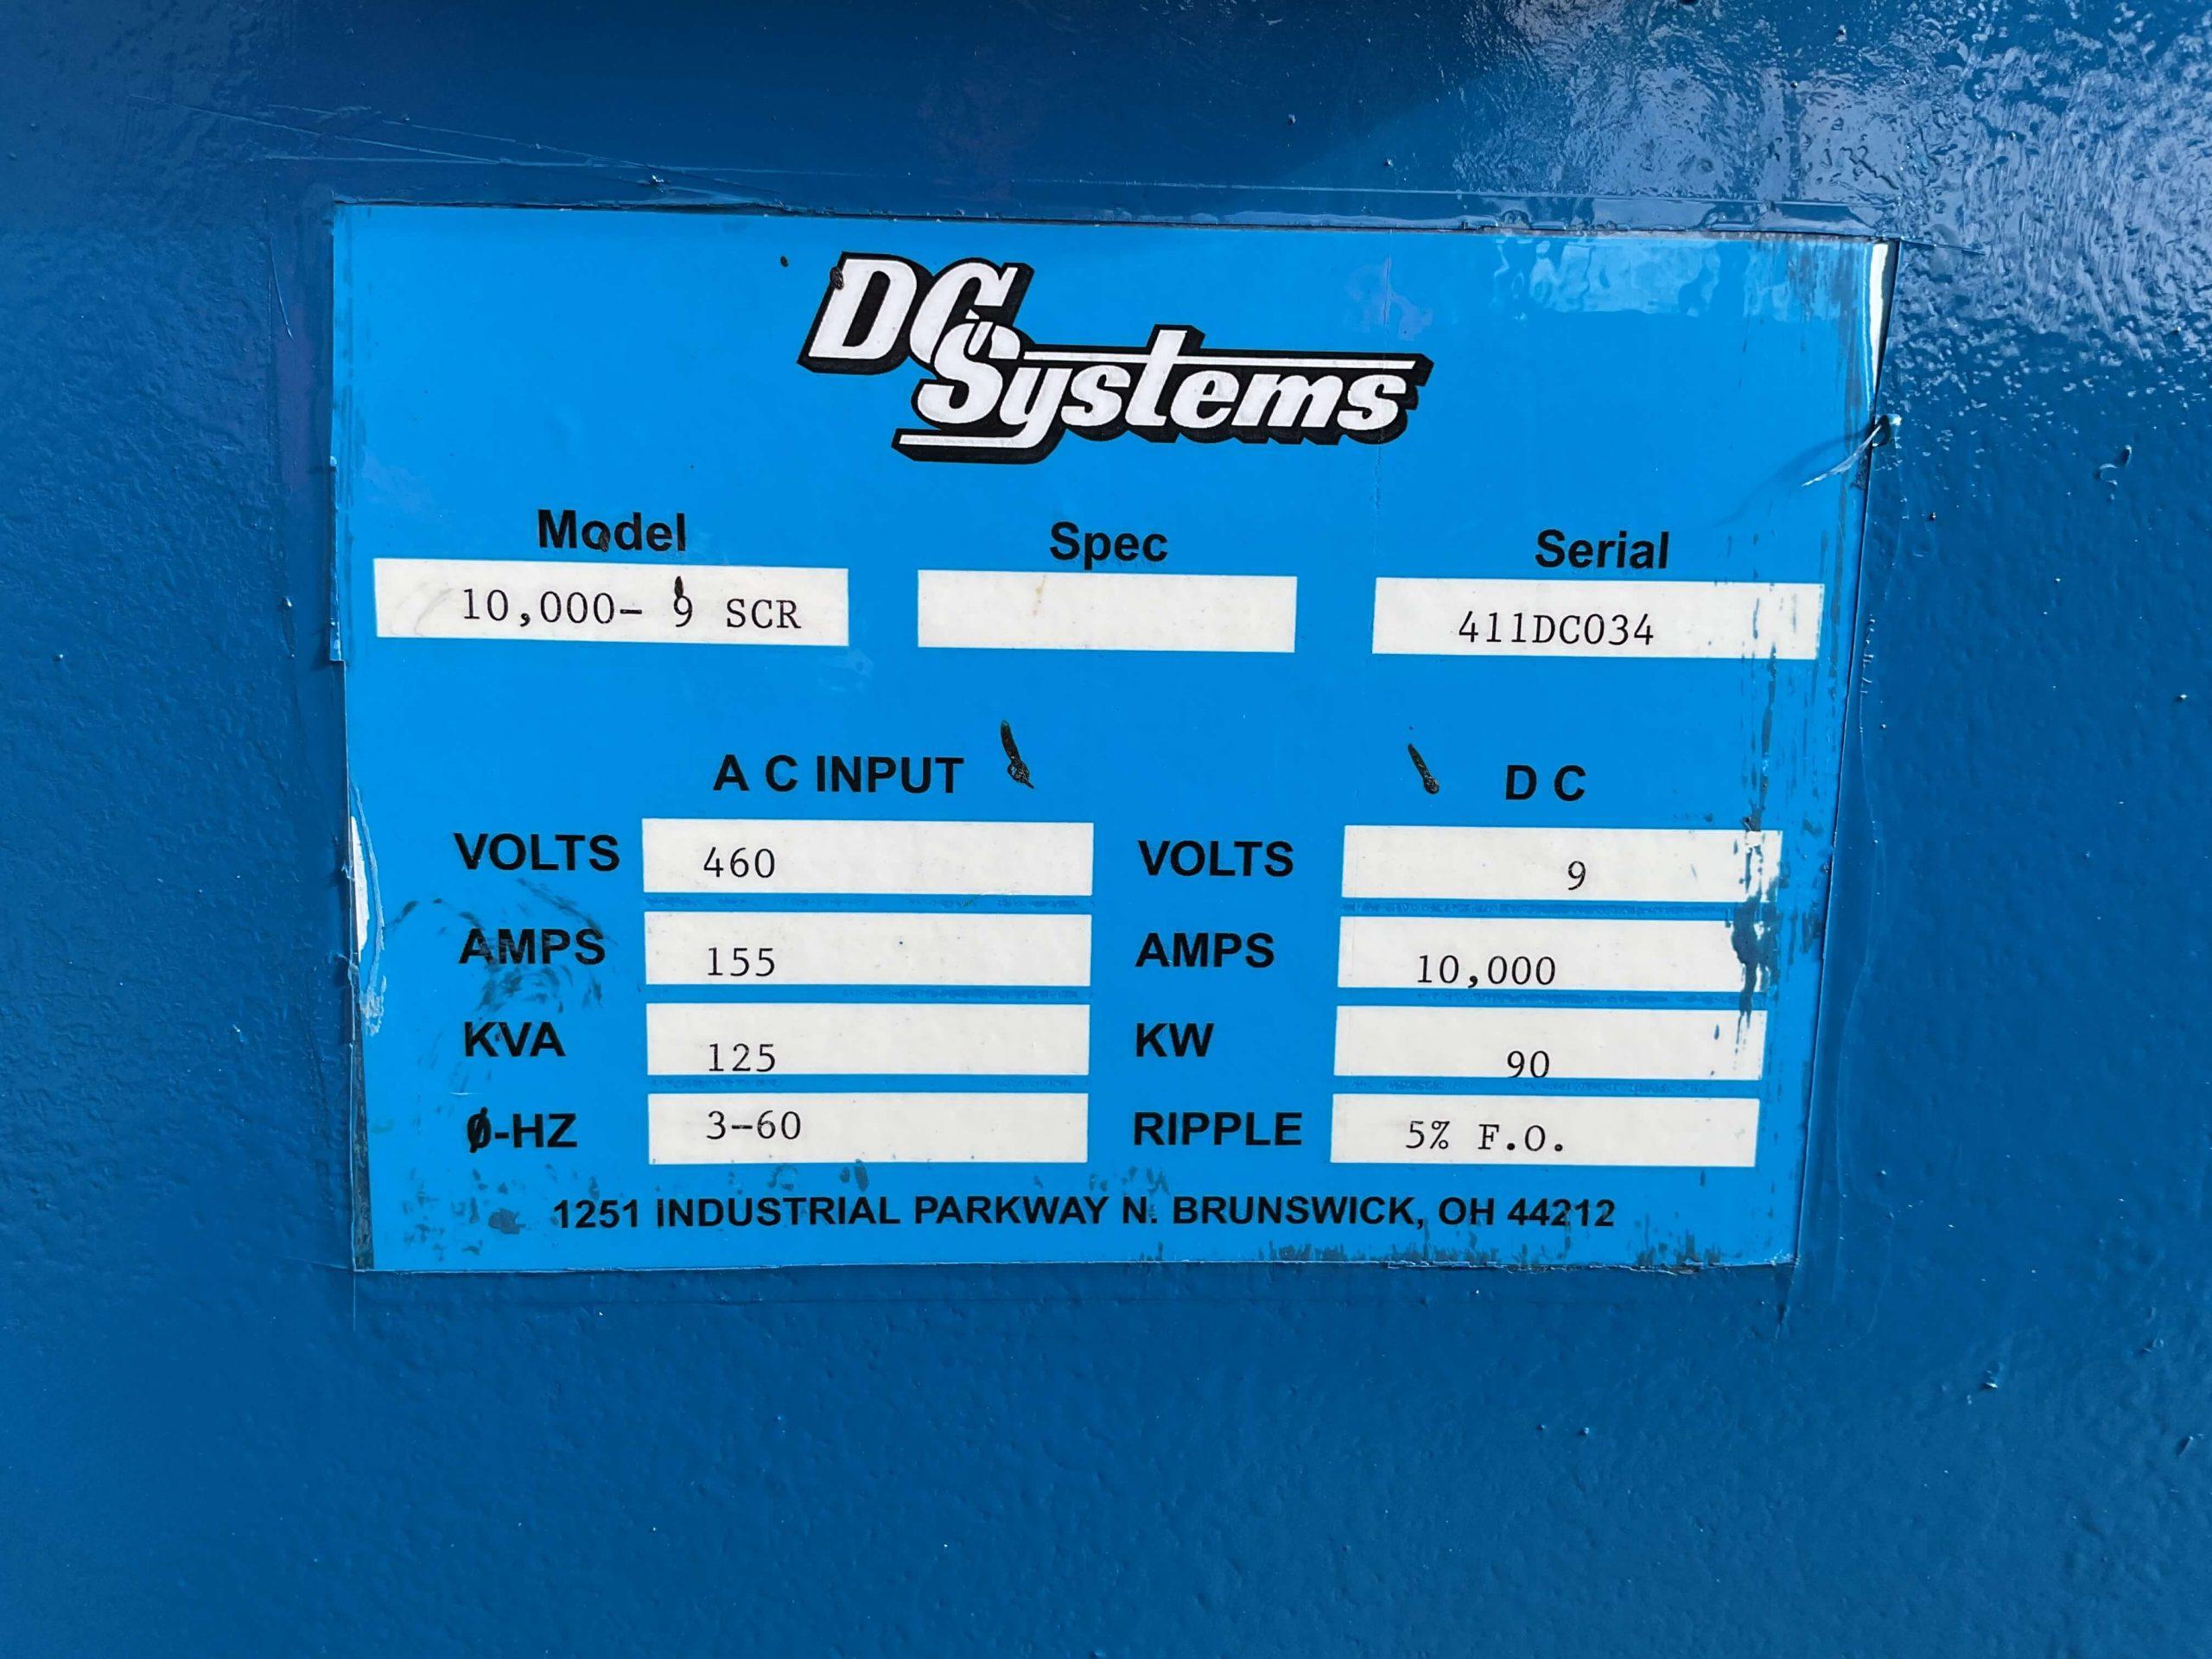 DC Systems
Model Spec Serial
10,000- 9 SCR 411DC034
A C INPUT D C
VOLTS 460 VOLTS 9
AMPS 155 AMPS 10,000
KVA 125 KW 90
Ø-HZ 3-60 RIPPLE 5% F.O.
1251 INDUSTRIAL PARKWAY N. BRUNSWICK, OH 44212